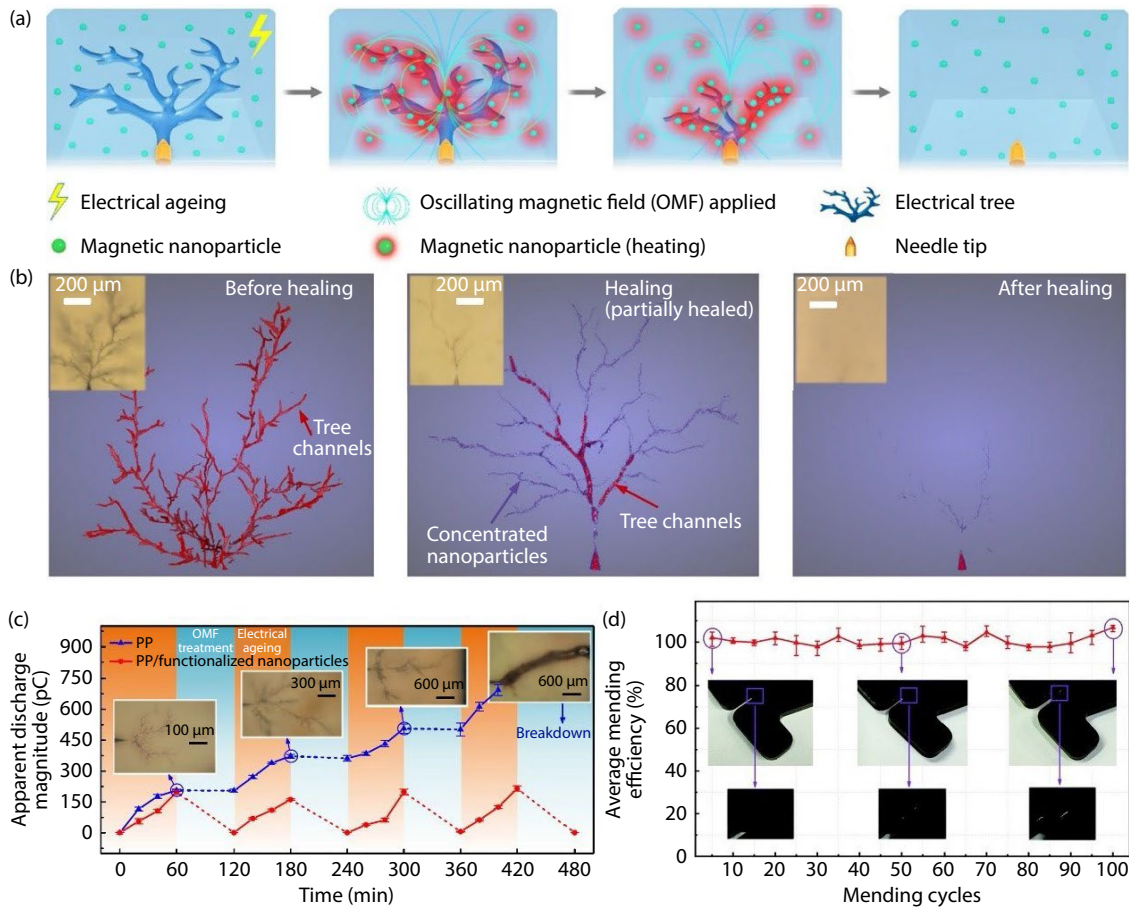 (a)
Electrical ageing
Oscillating magnetic field (OMF) applied
Electrical tree
Magnetic nanoparticle
Magnetic nanoparticle (heating)
Needle tip
(b)
200 μm
Before healing
Tree
channels
200 μm
Healing
(partially healed)
Concentrated
nanoparticles
Tree channels
200 μm
After healing
(c)
Apparent discharge
magnitude (pC)
900
750
600
450
300
150
0
PP
PP/functionalized nanoparticles
OMF
treatment
Electrical
ageing
100 μm
300 μm
600 μm
600 μm
Breakdown
0 60 120 180 240 300 360 420 480
Time (min)
(d)
Average mending
efficiency (%)
100
80
60
40
20
0
10 20 30 40 50 60 70 80 90 100
Mending cycles